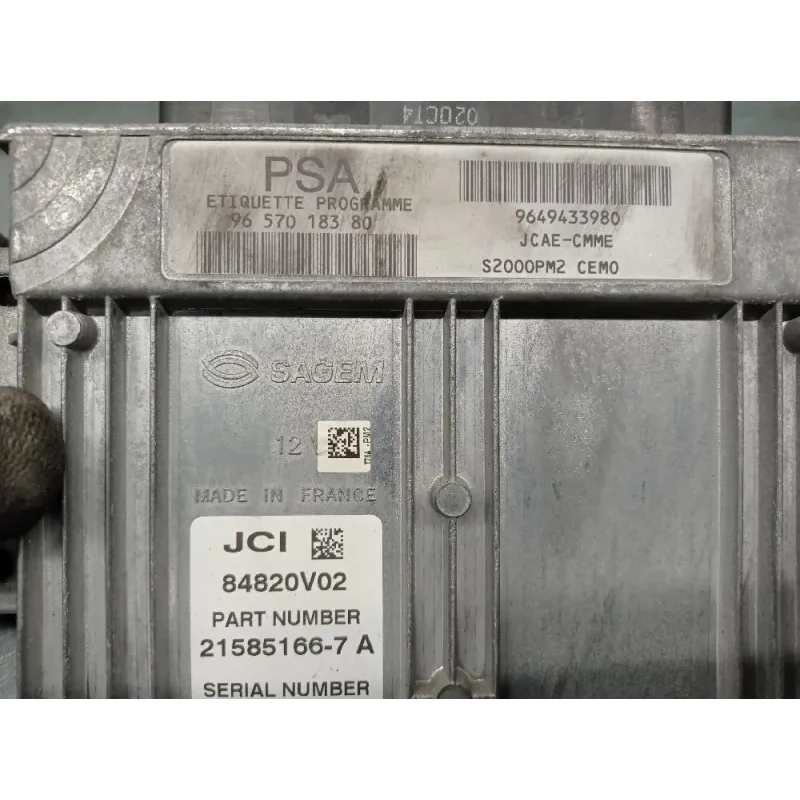 02OCT4
PSA
ETIQUETTE PROGRAMME
96 570 183 80
9649433980
JCAE-CMME
S2000PM2 CEMO
SAGEM
12 V
MADE IN FRANCE
JCI
84820V02
PART NUMBER
21585166-7 A
SERIAL NUMBER